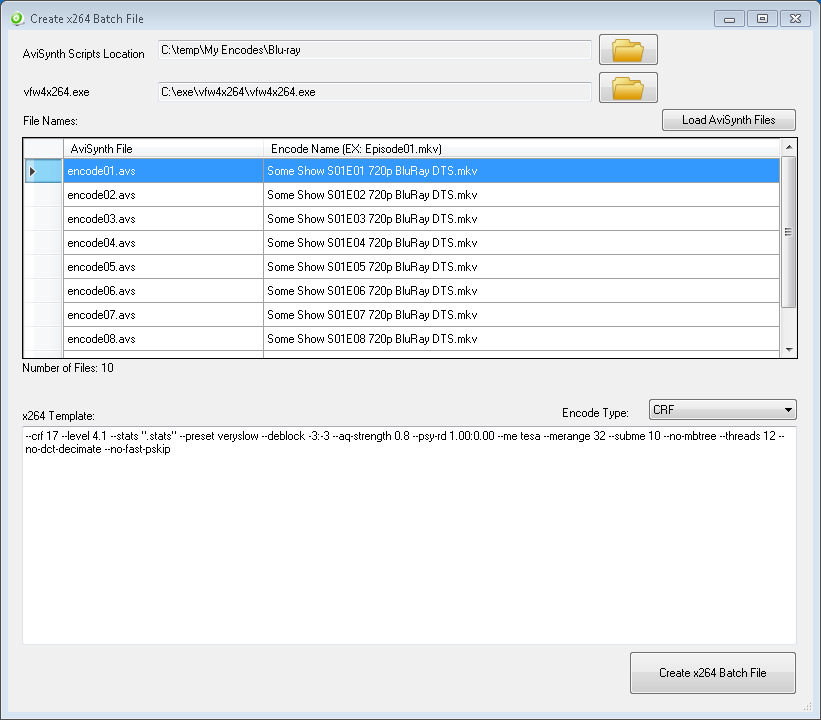 Create x264 Batch File
AviSynth Scripts Location
C:\temp\My Encodes\Blu-ray
vfw4x264.exe
C:\exe\vfw4x264\vfw4x264.exe
File Names:
Load AviSynth Files
AviSynth File Encode Name (EX: Episode01.mkv)
encode01.avs Some Show S01E01 720p BluRay DTS.mkv
encode02.avs Some Show S01E02 720p BluRay DTS.mkv
encode03.avs Some Show S01E03 720p BluRay DTS.mkv
encode04.avs Some Show S01E04 720p BluRay DTS.mkv
encode05.avs Some Show S01E05 720p BluRay DTS.mkv
encode06.avs Some Show S01E06 720p BluRay DTS.mkv
encode07.avs Some Show S01E07 720p BluRay DTS.mkv
encode08.avs Some Show S01E08 720p BluRay DTS.mkv
Number of Files: 10
x264 Template:
Encode Type:
CRF
--crf 17 --level 4.1 --stats ".stats" --preset veryslow --deblock -3:-3 --aq-strength 0.8 --psy-rd 1.00:0.00 --me tesa --merange 32 --subme 10 --no-mbtree --threads 12 --
no-dct-decimate --no-fast-pskip
Create x264 Batch File